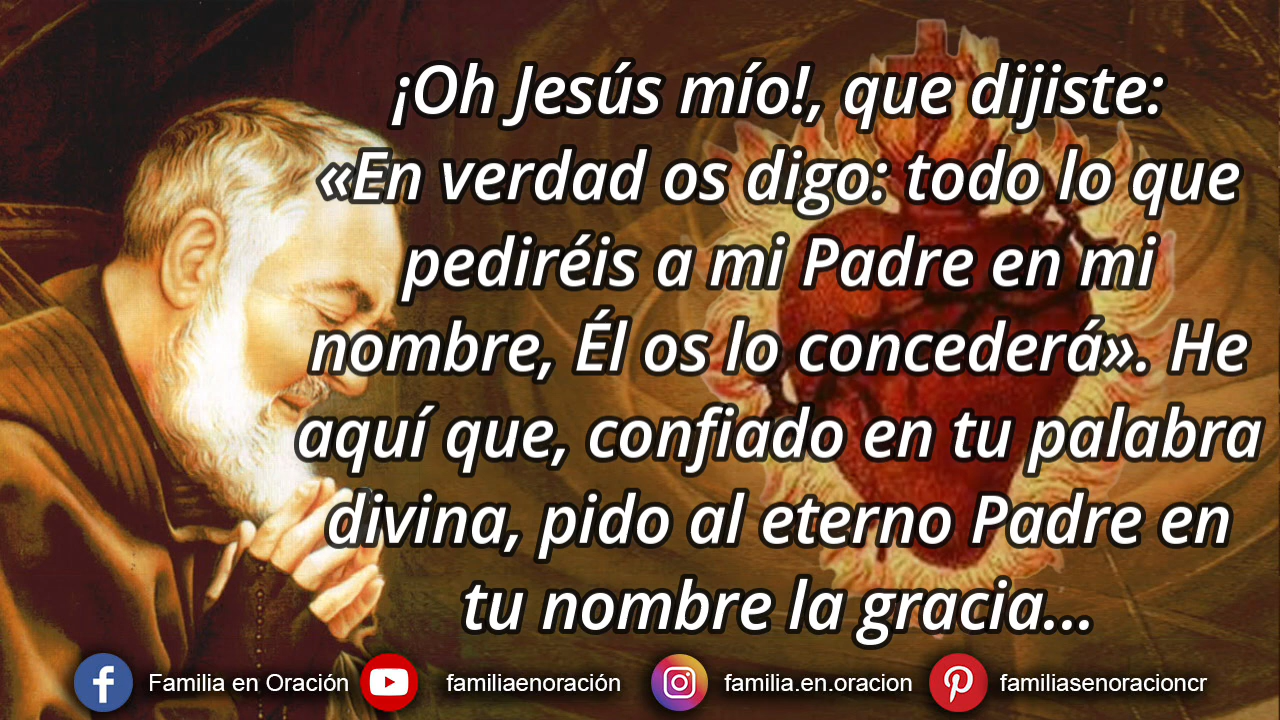 ¡Oh Jesús mío!, que dijiste:
«En verdad os digo: todo lo que
pediréis a mi Padre en mi
nombre, Él os lo concederá». He
aquí que, confiado en tu palabra
divina, pido al eterno Padre en
tu nombre la gracia...
Familia en Oración familiaenoración familia.en.oracion familiasenoracioncr